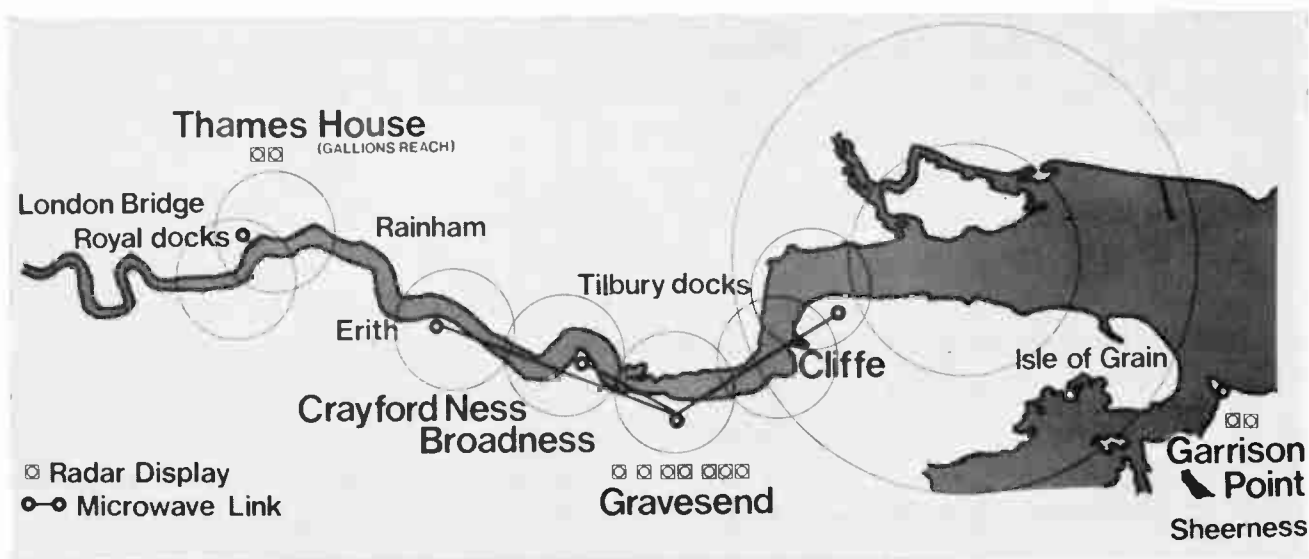 Thames House
(GALLIONS REACH)
London Bridge
Royal docks
Rainham
Tilbury docks
Erith
Cliffe
Isle of Grain
Crayford Ness
Broadness
Radar Display
Microwave Link
Gravesend
Garrison
Point
Sheerness